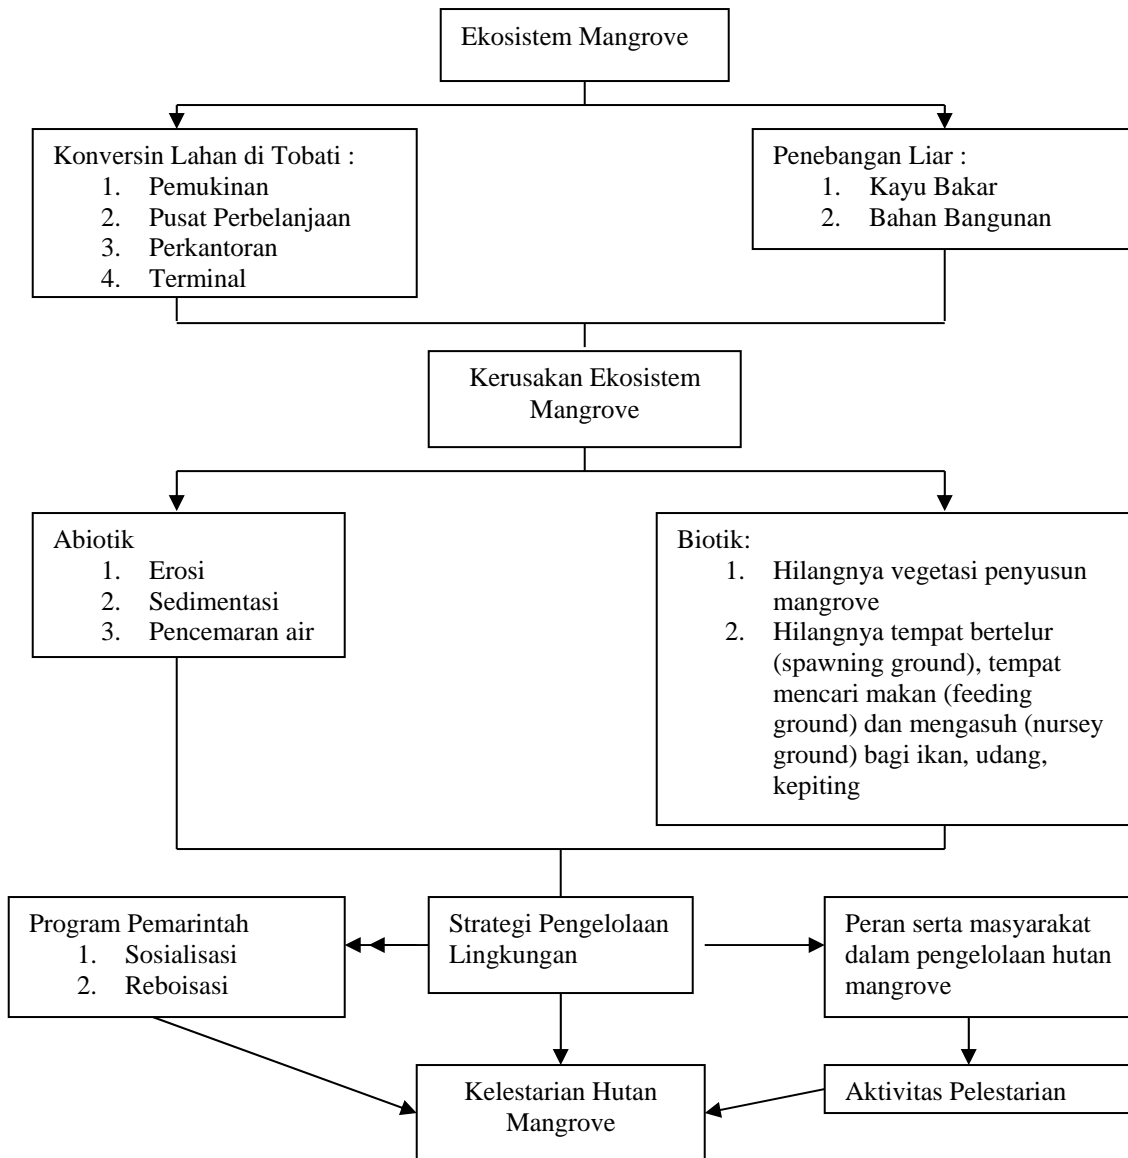 Ekosistem Mangrove
Konversin Lahan di Tobati :
1. Pemukinan
2. Pusat Perbelanjaan
3. Perkantoran
4. Terminal
Penebangan Liar :
1. Kayu Bakar
2. Bahan Bangunan
Kerusakan Ekosistem
Mangrove
Abiotik
1. Erosi
2. Sedimentasi
3. Pencemaran air
Biotik:
1. Hilangnya vegetasi penyusun
mangrove
2. Hilangnya tempat bertelur
(spawning ground), tempat
mencari makan (feeding
ground) dan mengasuh (nursey
ground) bagi ikan, udang,
kepiting
Program Pemarintah
1. Sosialisasi
2. Reboisasi
Strategi Pengelolaan
Lingkungan
Peran serta masyarakat
dalam pengelolaan hutan
mangrove
Kelestarian Hutan
Mangrove
Aktivitas Pelestarian